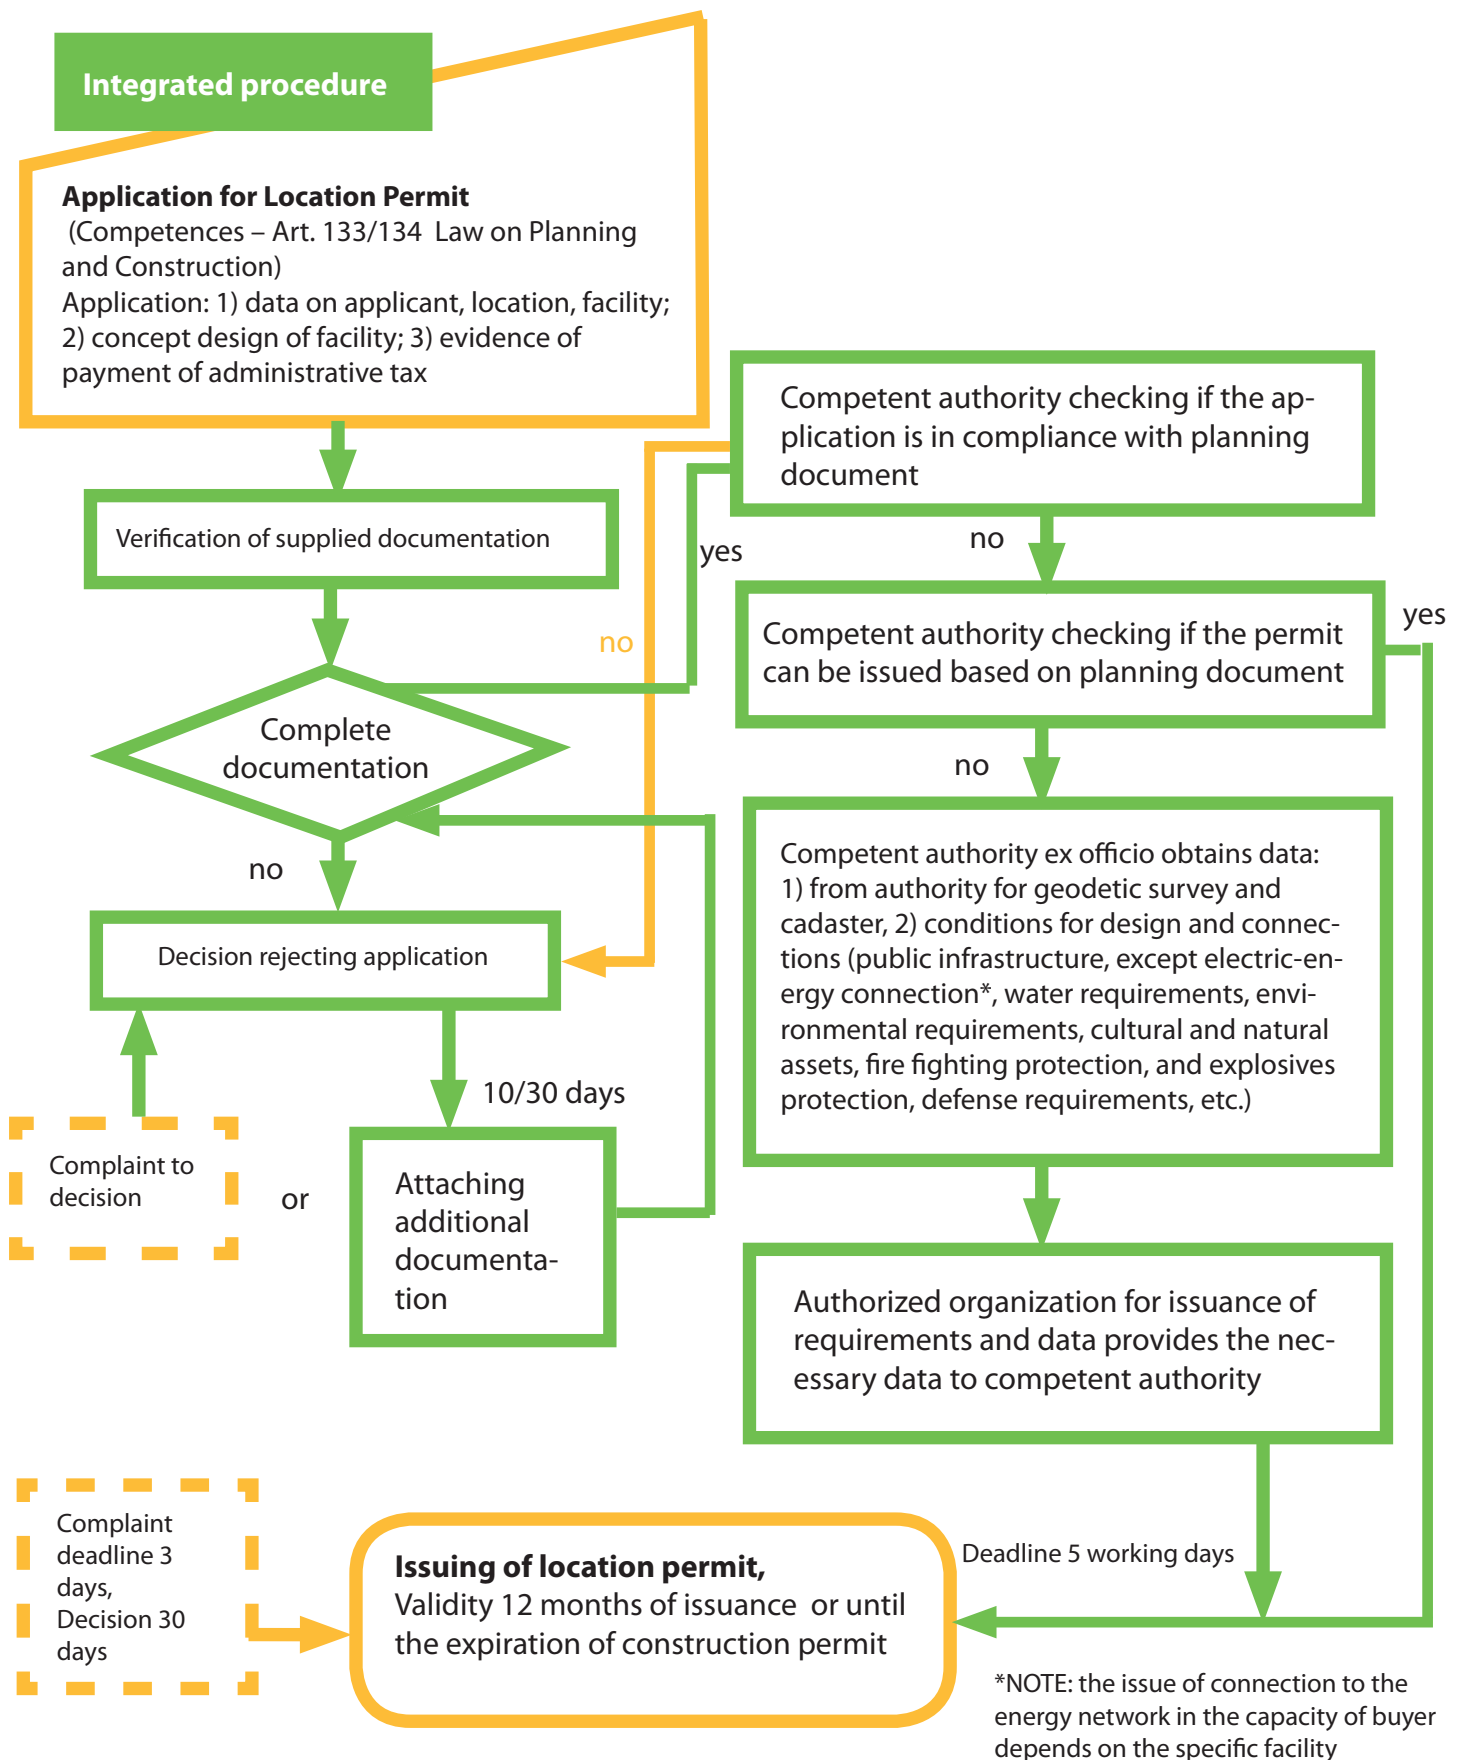 Integrated procedure
Application for Location Permit
(Competences – Art. 133/134 Law on Planning
and Construction)
Application: 1) data on applicant, location, facility;
2) concept design of facility; 3) evidence of
payment of administrative tax
Competent authority checking if the ap-
plication is in compliance with planning
document
Verification of supplied documentation
yes
no
no
Competent authority checking if the permit
can be issued based on planning document
yes
Complete
documentation
no
no
Competent authority ex officio obtains data:
1) from authority for geodetic survey and
cadaster, 2) conditions for design and connec-
tions (public infrastructure, except electric-en-
ergy connection*, water requirements, envi-
ronmental requirements, cultural and natural
assets, fire fighting protection, and explosives
protection, defense requirements, etc.)
Decision rejecting application
10/30 days
Complaint to
decision
or
Attaching
additional
documenta-
tion
Authorized organization for issuance of
requirements and data provides the nec-
essary data to competent authority
Complaint
deadline 3
days,
Decision 30
days
Issuing of location permit,
Validity 12 months of issuance or until
the expiration of construction permit
Deadline 5 working days
*NOTE: the issue of connection to the
energy network in the capacity of buyer
depends on the specific facility